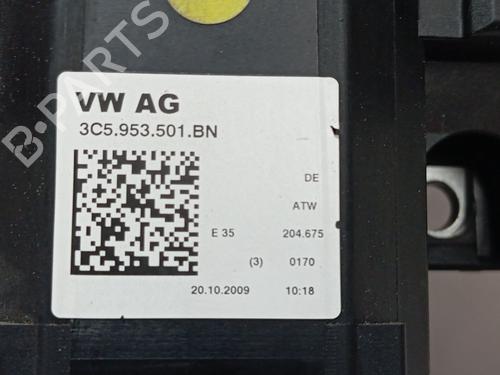 VW AG
3C5.953.501.BN
DE
ATW
E 35 204.675
(3) 0170
20.10.2009 10:18
B-PARTS